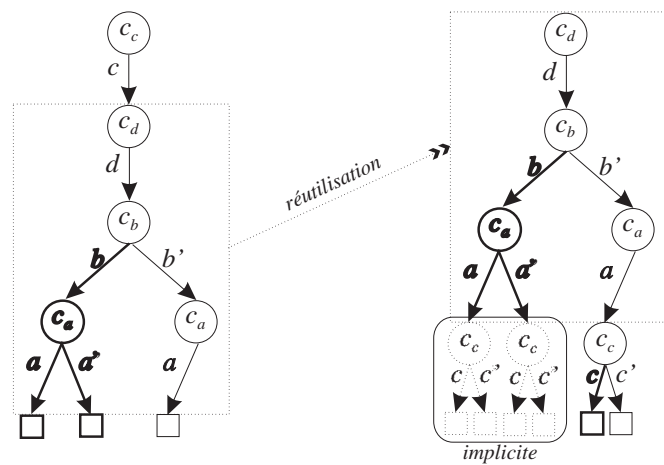 c_c
c
c_d
d
c_b
b b'
c_a c_a
a a' a
réutilisation
c_d
d
c_b
b b'
c_a c_a
a a' a
c_c c_c c_c
c c' c c' c c'
implicite